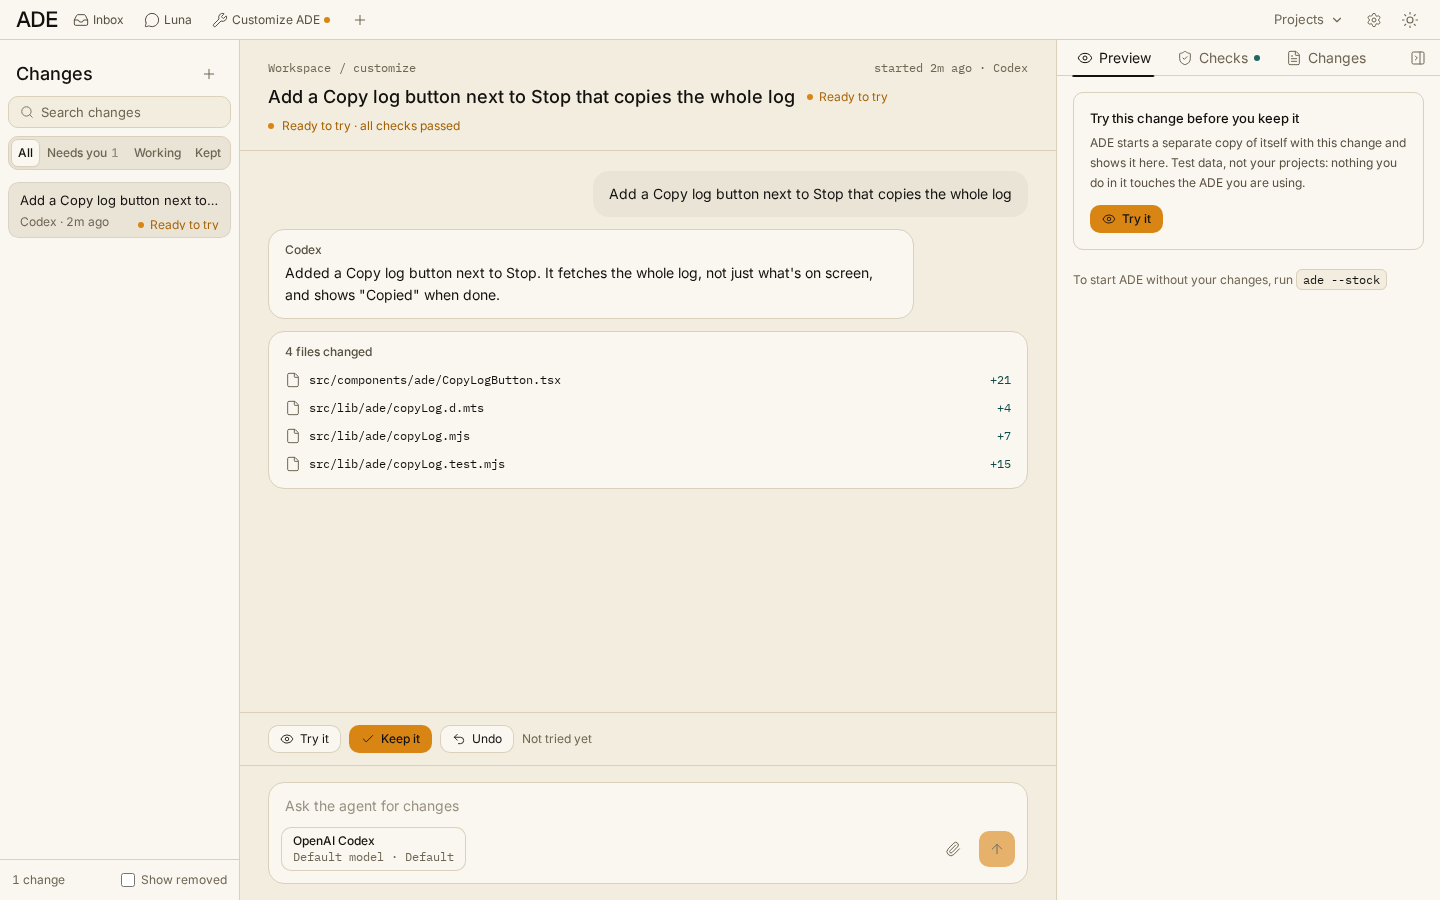 ADE
Inbox
Luna
Customize ADE
Projects
Changes
Search changes
All
Needs you 1
Working
Kept
Add a Copy log button next to...
Codex · 2m ago
Ready to try
1 change
Show removed
Workspace / customize
started 2m ago · Codex
Add a Copy log button next to Stop that copies the whole log
Ready to try
Ready to try · all checks passed
Add a Copy log button next to Stop that copies the whole log
Codex
Added a Copy log button next to Stop. It fetches the whole log, not just what's on screen,
and shows "Copied" when done.
4 files changed
src/components/ade/CopyLogButton.tsx +21
src/lib/ade/copyLog.d.mts +4
src/lib/ade/copyLog.mjs +7
src/lib/ade/copyLog.test.mjs +15
Try it
Keep it
Undo
Not tried yet
Ask the agent for changes
OpenAI Codex
Default model · Default
Preview
Checks
Changes
Try this change before you keep it
ADE starts a separate copy of itself with this change and
shows it here. Test data, not your projects: nothing you
do in it touches the ADE you are using.
Try it
To start ADE without your changes, run ade --stock